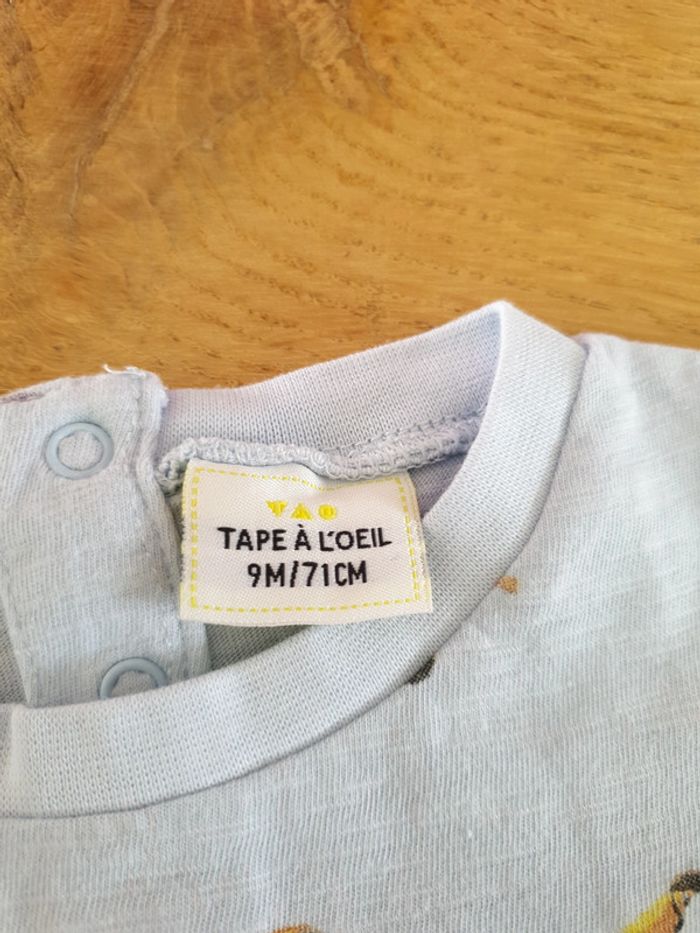 TAO
TAPE À L'OEIL
9M/71CM